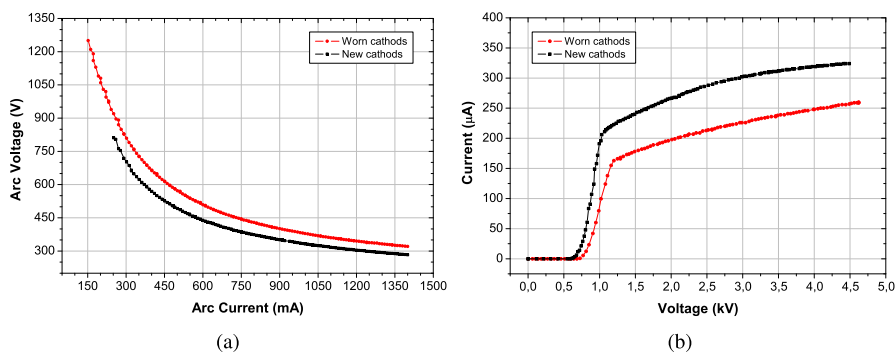 1350
1200
1050
900
750
600
450
300
Arc Voltage (V)
Worn cathods
New cathods
150 300 450 600 750 900 1050 1200 1350 1500
Arc Current (mA)
(a)
400
350
300
250
200
150
100
50
0
Current (µA)
Worn cathods
New cathods
0,0 0,5 1,0 1,5 2,0 2,5 3,0 3,5 4,0 4,5 5,0
Voltage (kV)
(b)